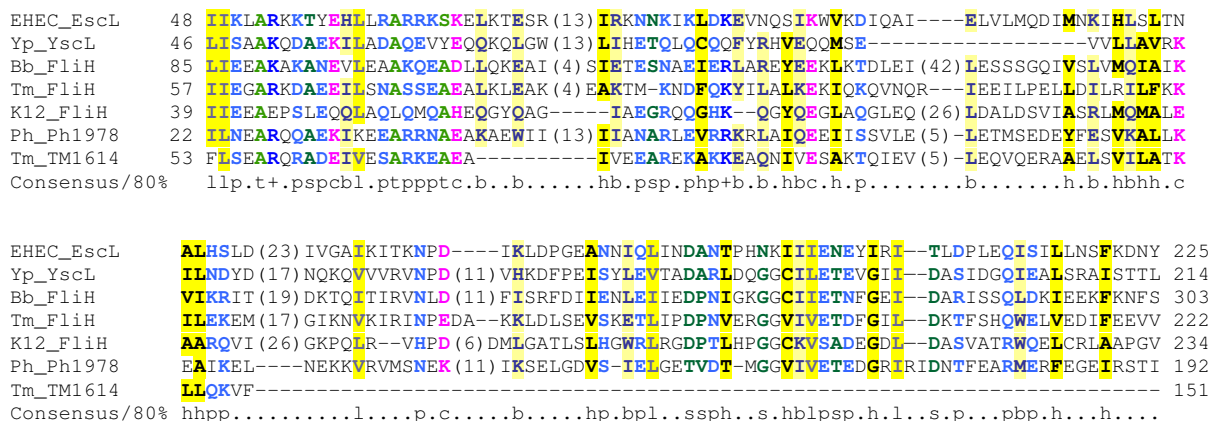 EHEC_EscL 48 IIKLARKKTYEHLLRARRKSKELKTESR(13)IRKNNKIKLDKEVNQSIKWVKDIQAI----ELVLMQDIMNKIHLSLTN
Yp_YscL 46 LISAAKQDAEKILADAQEVYEQQKQLGW(13)LIHETQLQCQQFYRHVEQQMSE---------------VVLLAVRK
Bb_FliH 85 LIEEAKAKANEVLEAAKQEADLLQKEAI(4)SIETESNAEIERLAREYEEKLKTDLEI(42)LESSSGQIVSLVMQIAIK
Tm_FliH 57 IIEGARKDAEEILSNASSEAEALKLEAK(4)EAKTM-KNDFQKYILALKEKIKQKVNQR---IEEILPELLDILRILFKK
K12_FliH 39 IIEEAEPSLEQQLAQLQMQAHEQGYQAG----IAEGRQQGHK--QGYQEGLAQGLEQ(26)LDALDSVIASRLMQMALE
Ph_Ph1978 22 ILNEARQQAEKIKEEARRNAEAKAEWII(13)IIANARLEVRRKRLAIQEEIISSVLE(5)-LETMSEDEYFESVKALLK
Tm_TM1614 53 FLSEARQRADEIVESARKEAEA----------IVEEAREKAKKEAQNIVESAKTQIEV(5)-LEQVQERAAELSVILATK
Consensus/80% llp.t+.pspcbl.ptppptc.b..b......hb.psp.php+b.b.hbc.h.p........b.......h.b.hbhh.c
EHEC_EscL ALHSLD(23)IVGAIKITKNPD----IKLDPGEANNIQLINDANTPHNKIIIENEYIRI--TLDPLEQISILLNSFKDNY 225
Yp_YscL ILNDYD(17)NQKQVVVRVNPD(11)VHKDFPEISYLEVTADARLDQGGCILETEVGII--DASIDGQIEALSRAISTTL 214
Bb_FliH VIKRIT(19)DKTQITIRVNLD(11)FISRFDIIENLEIIEDPNIGKGGCIIETNFGEI--DARISSQLDKIEEKFKNFS 303
Tm_FliH ILEKEM(17)GIKNVKIRINPEDA--KKLDLSEVSKETLIPDSPNVERGGVIVETDFGIL--DKTFSHQWELVEDIFEEVV 222
K12_FliH AARQVI(26)GKPQLR--VHPD(6)DMLGATLSLHGWRLRGDPTLHPGGCKVSADEGDL--DASVATRWQELCRLAAPGV 234
Ph_Ph1978 EAIKEL----NEKKVRVMSNEK(11)IKSELGDVS-IELGETVDT-MGGVIVETEDGRIRIDNTFEARMERFEGEIRSTI 192
Tm_TM1614 LLQKVF-------------------------------------------------------------------------- 151
Consensus/80% hhpp.........l....p.c....b.....hp.bpl..ssph..s.hblpsp.h.l..s.p...pbp.h...h....